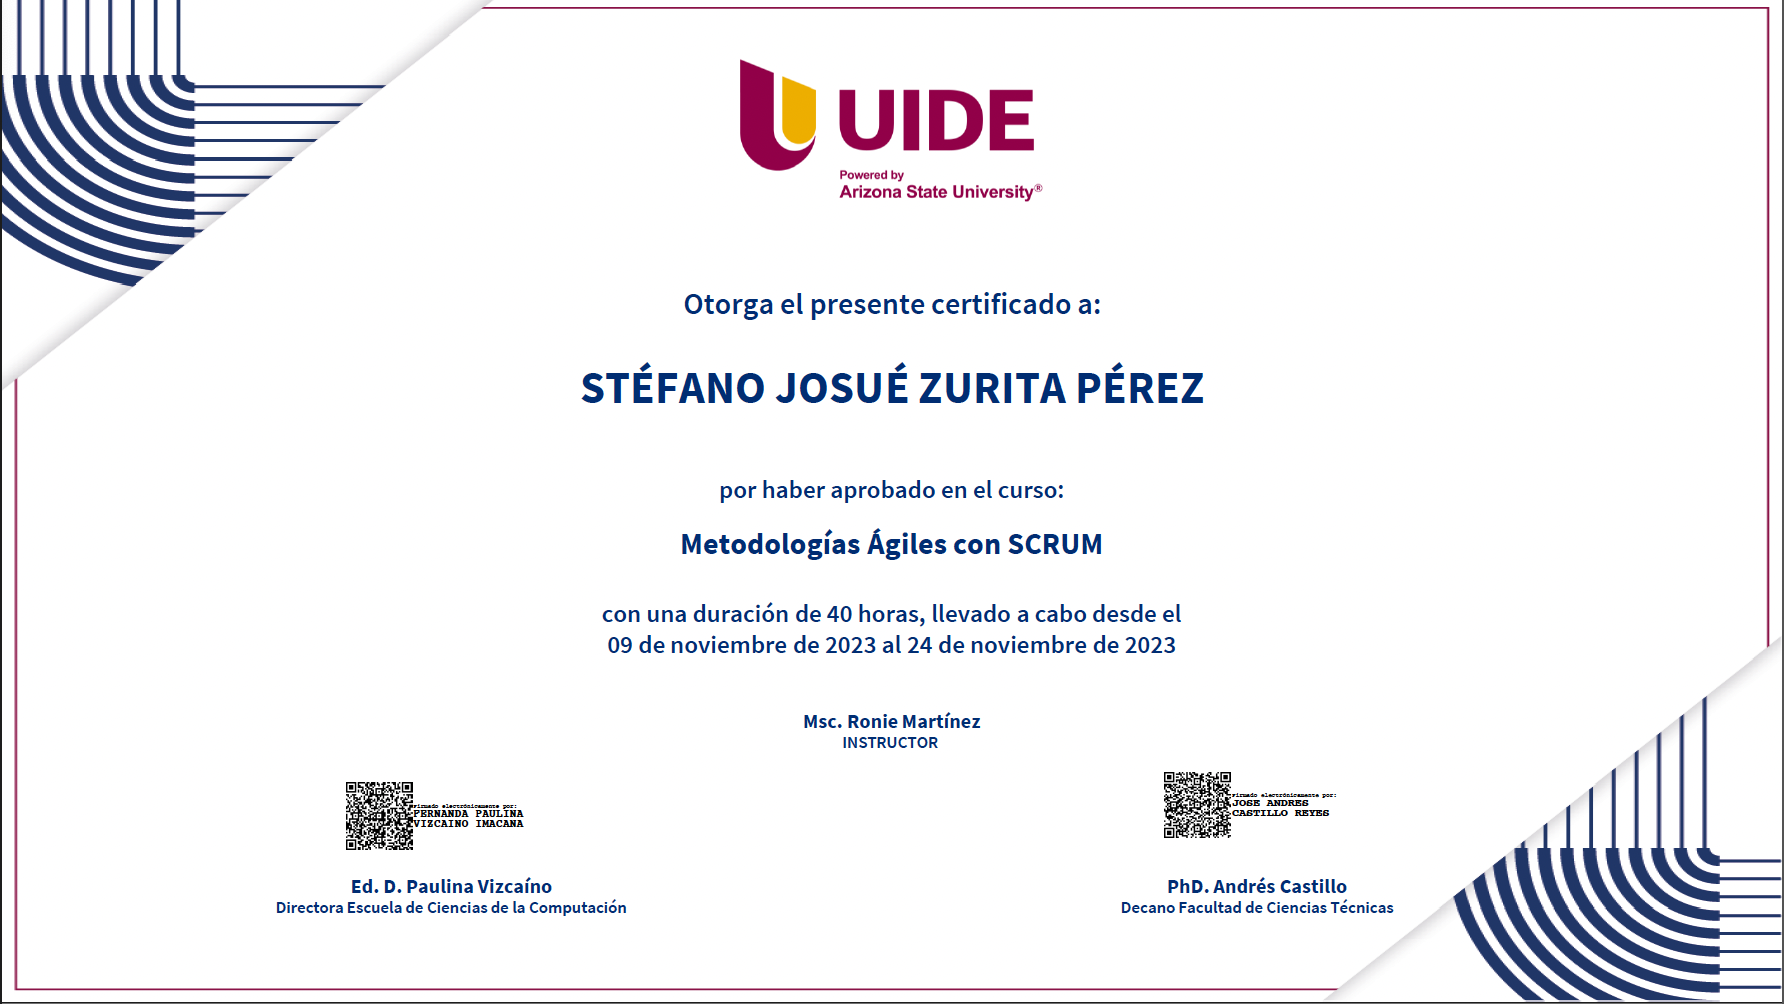 UIDE
Powered by
Arizona State University®
Otorga el presente certificado a:
STÉFANO JOSUÉ ZURITA PÉREZ
por haber aprobado en el curso:
Metodologías Ágiles con SCRUM
con una duración de 40 horas, llevado a cabo desde el
09 de noviembre de 2023 al 24 de noviembre de 2023
Msc. Ronie Martínez
INSTRUCTOR
Firmado electrónicamente por:
FERNANDA PAULINA
VIZCAINO IMACANA
Ed. D. Paulina Vizcaíno
Directora Escuela de Ciencias de la Computación
Firmado electrónicamente por:
JOSE ANDRES
CASTILLO REYES
PhD. Andrés Castillo
Decano Facultad de Ciencias Técnicas